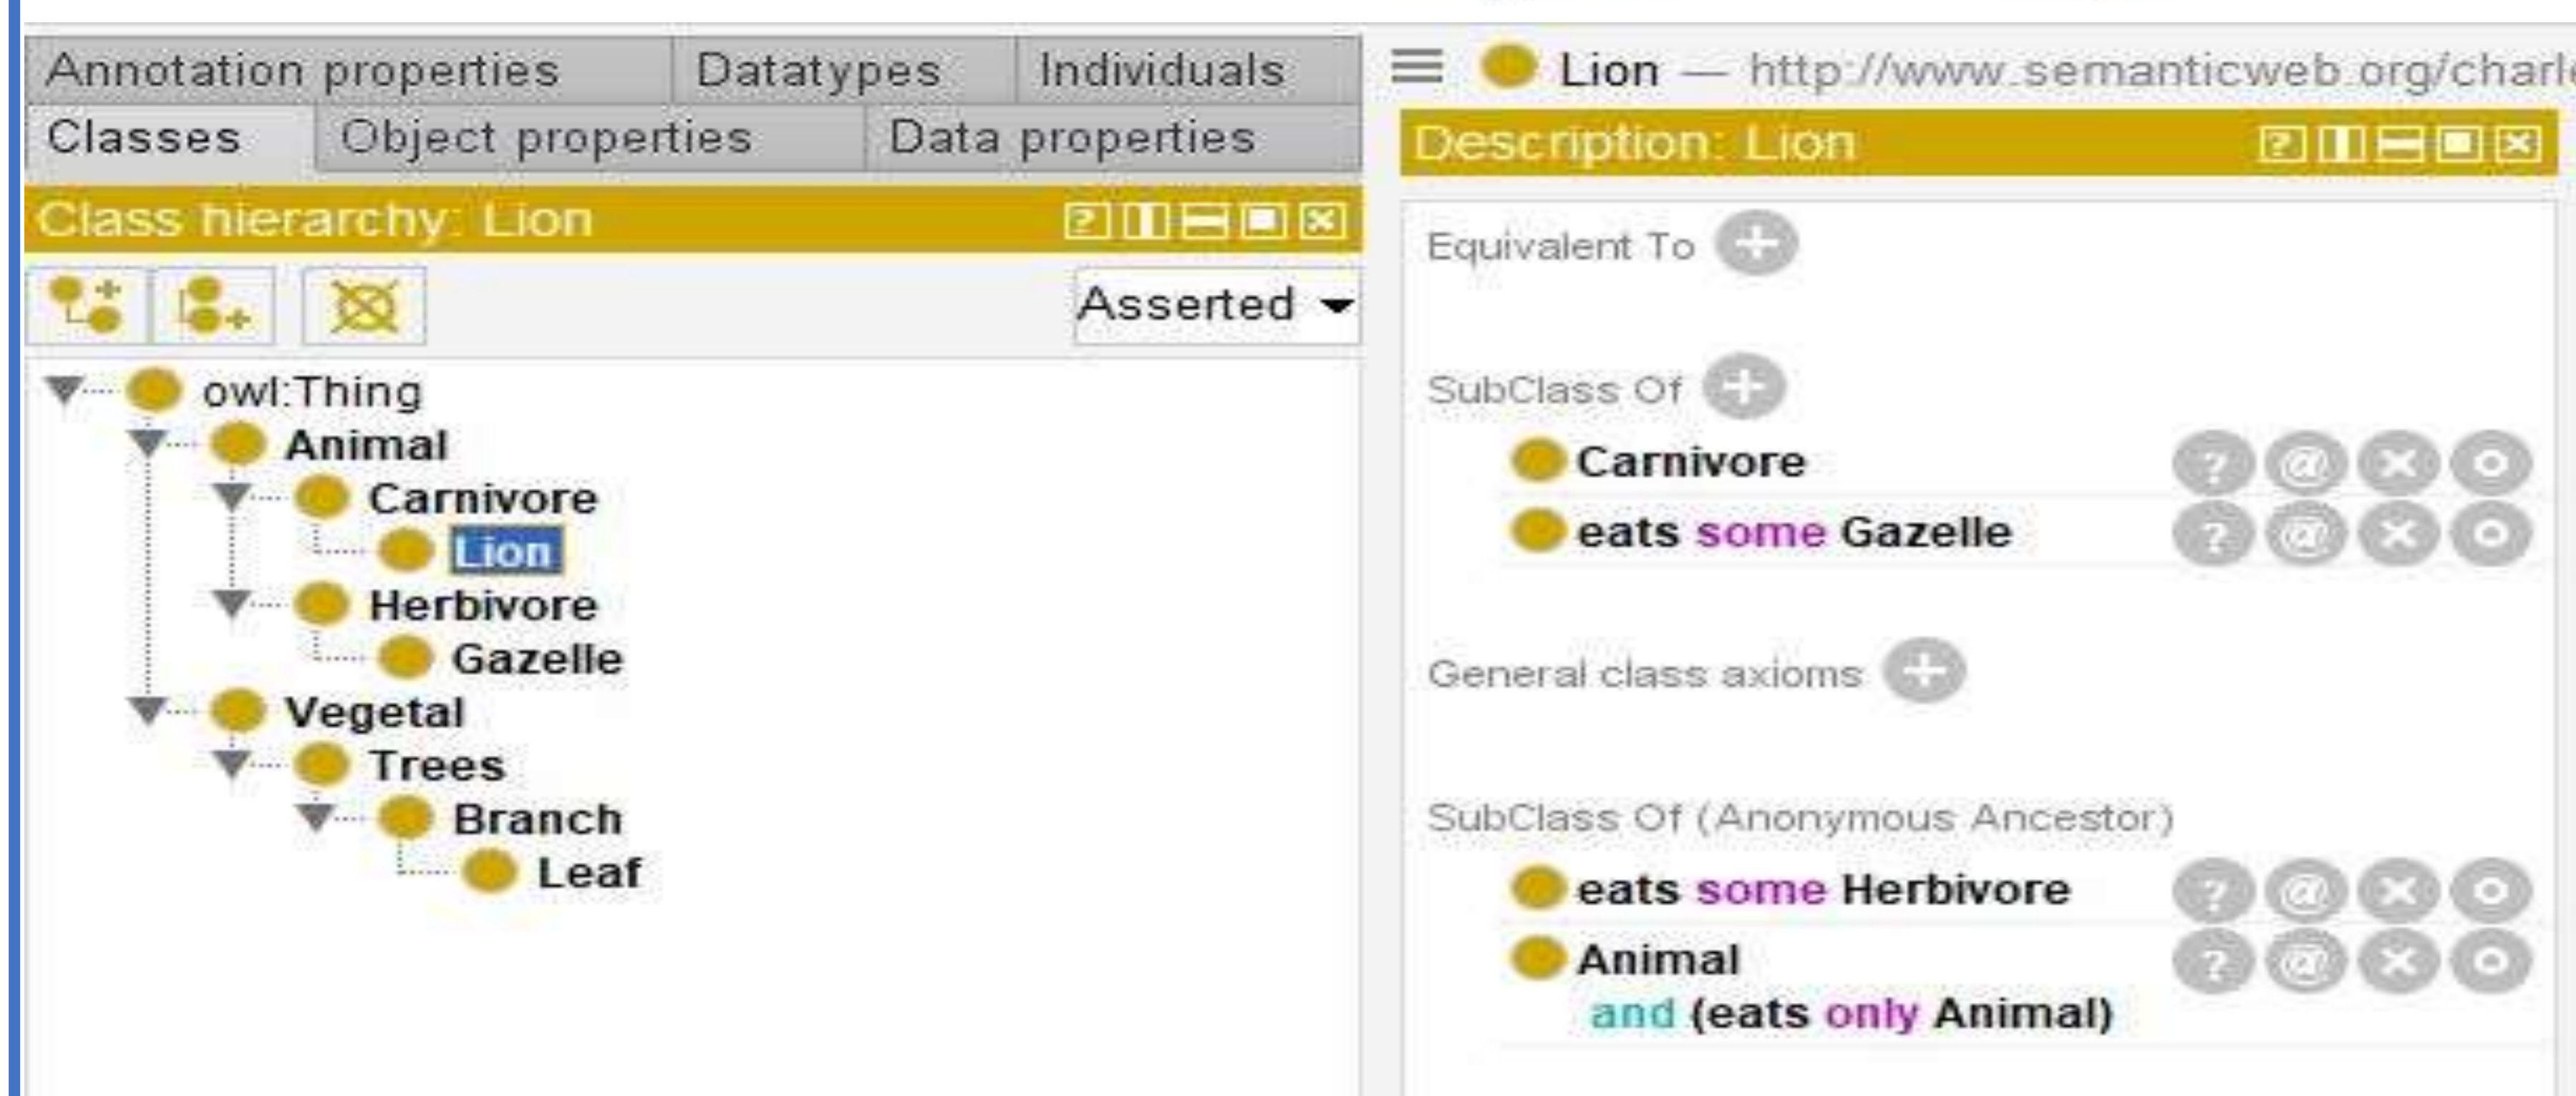 Annotation properties Datatypes Individuals
Classes Object properties Data properties
Class hierarchy: Lion
Asserted
owl:Thing
Animal
Carnivore
Lion
Herbivore
Gazelle
Vegetal
Trees
Branch
Leaf
Lion — http://www.semanticweb.org/charl
Description: Lion
Equivalent To
SubClass Of
Carnivore
eats some Gazelle
General class axioms
SubClass Of (Anonymous Ancestor)
eats some Herbivore
Animal
and (eats only Animal)